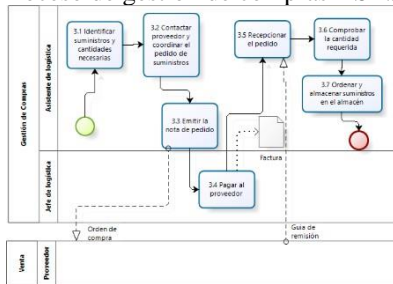 Gestión de Compras
Asistente de logística
3.1 Identificar
suministros y
cantidades
necesarias
3.2 Contactar
proveedor y
coordinar el
pedido de
suministros
3.3 Emitir la
nota de pedido
3.5 Recepcionar
el pedido
3.6 Comprobar
la cantidad
requerida
3.7 Ordenar y
almacenar suministros
en el almacén
Factura
Jefe de logística
3.4 Pagar al
proveedor
Orden de
compra
Guía de
remisión
Venta
Proveedor